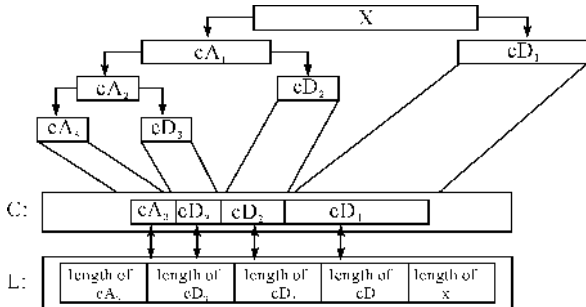 X
cA₁
cD₁
cA₂
cD₂
cA₃
cD₃
C:
cA₃ cD₃ cD₂ cD₁
L:
length of length of length of length of length of
cA₃ cD₃ cD₂ cD x